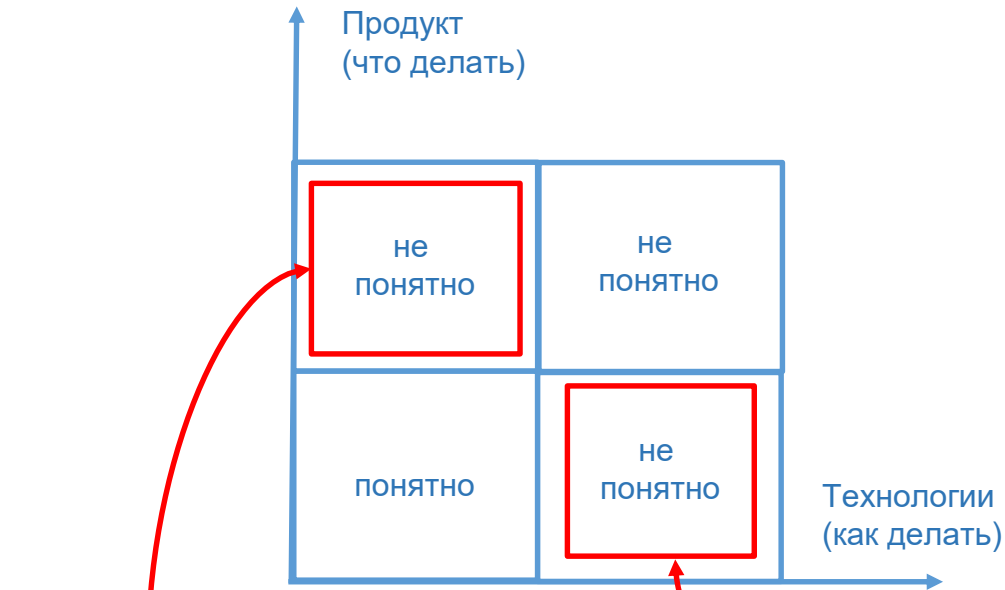 Продукт
(что делать)
не
понятно
не
понятно
понятно
не
понятно
Технологии
(как делать)